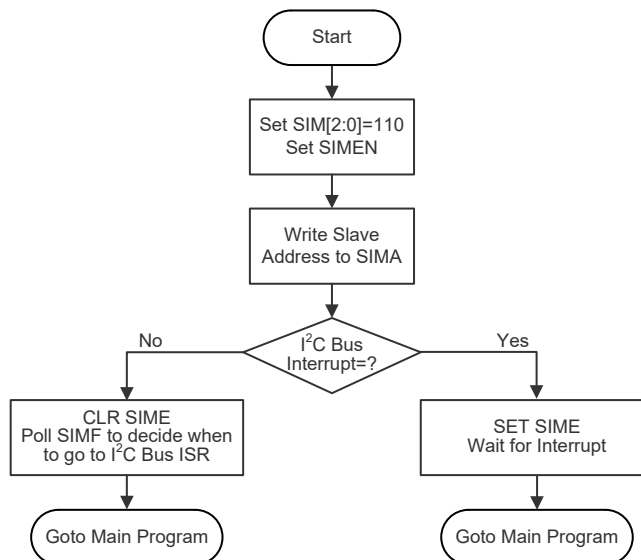 Start
Set SIM[2:0]=110
Set SIMEN
Write Slave
Address to SIMA
I²C Bus
Interrupt=?
No
Yes
CLR SIME
Poll SIMF to decide when
to go to I²C Bus ISR
SET SIME
Wait for Interrupt
Goto Main Program
Goto Main Program